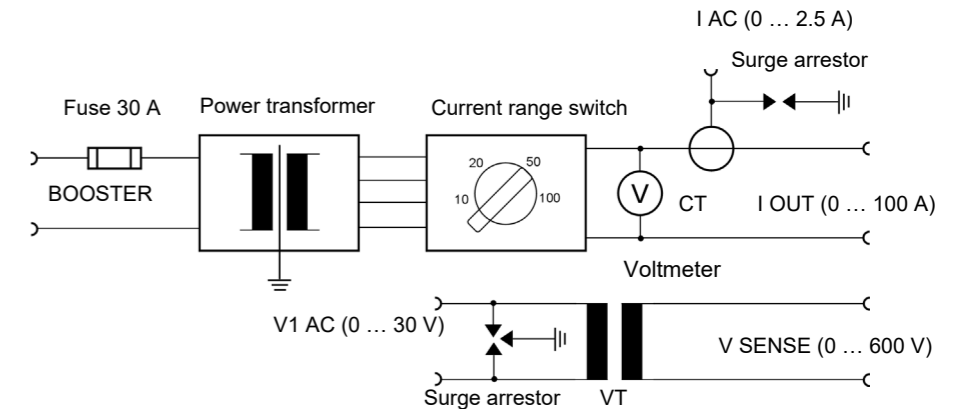 I AC (0 … 2.5 A)
Surge arrestor
Fuse 30 A
Power transformer
Current range switch
20
50
10
100
BOOSTER
V
CT
I OUT (0 … 100 A)
Voltmeter
V1 AC (0 … 30 V)
V SENSE (0 … 600 V)
Surge arrestor
VT